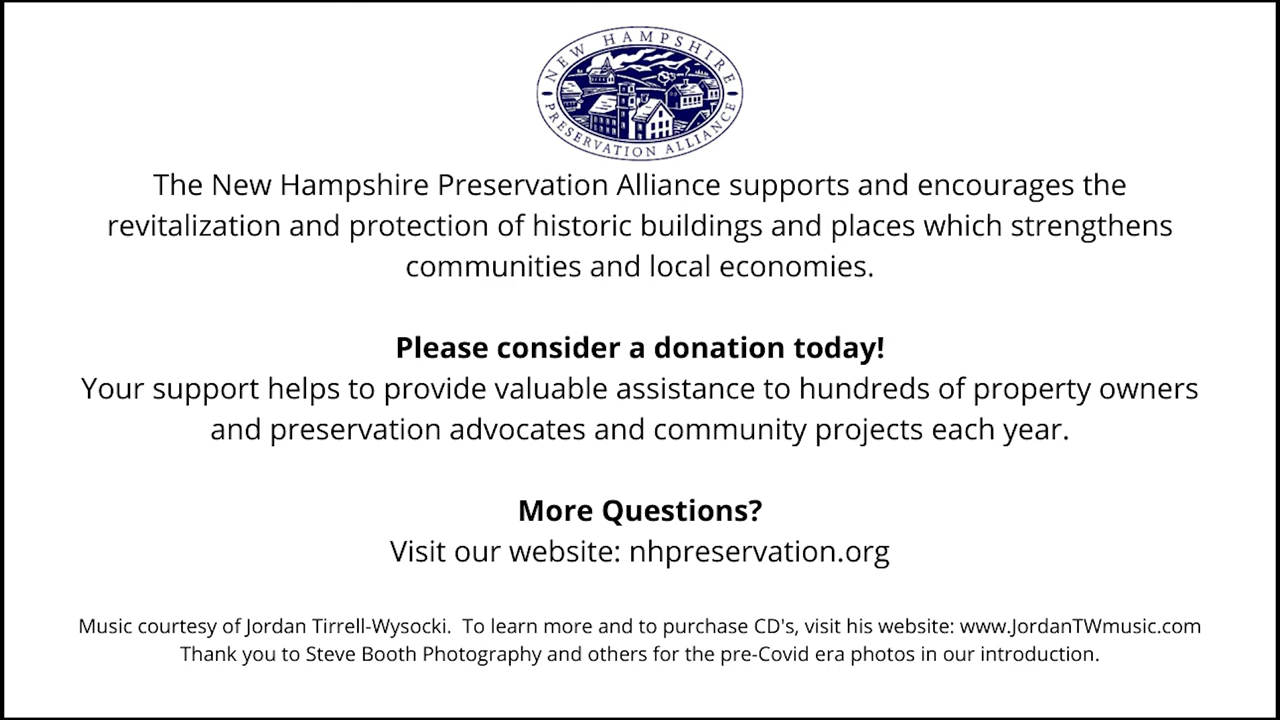 NEW HAMPSHIRE
PRESERVATION ALLIANCE
The New Hampshire Preservation Alliance supports and encourages the
revitalization and protection of historic buildings and places which strengthens
communities and local economies.
Please consider a donation today!
Your support helps to provide valuable assistance to hundreds of property owners
and preservation advocates and community projects each year.
More Questions?
Visit our website: nhpreservation.org
Music courtesy of Jordan Tirrell-Wysocki.  To learn more and to purchase CD's, visit his website: www.JordanTWmusic.com
Thank you to Steve Booth Photography and others for the pre-Covid era photos in our introduction.